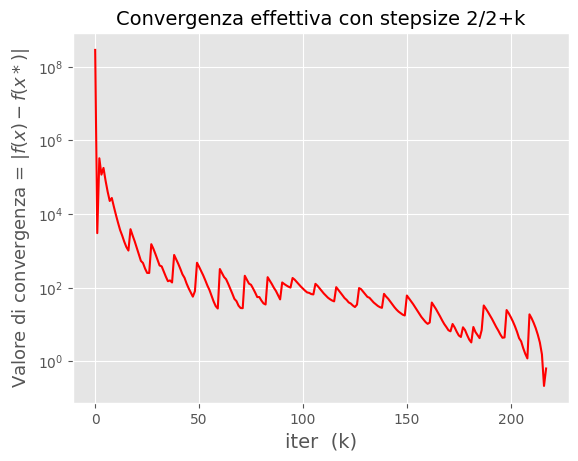 Convergenza effettiva con stepsize 2/2+k
Valore di convergenza = |f(x) − f(x*)|
10⁸
10⁶
10⁴
10²
10⁰
0 50 100 150 200
iter (k)